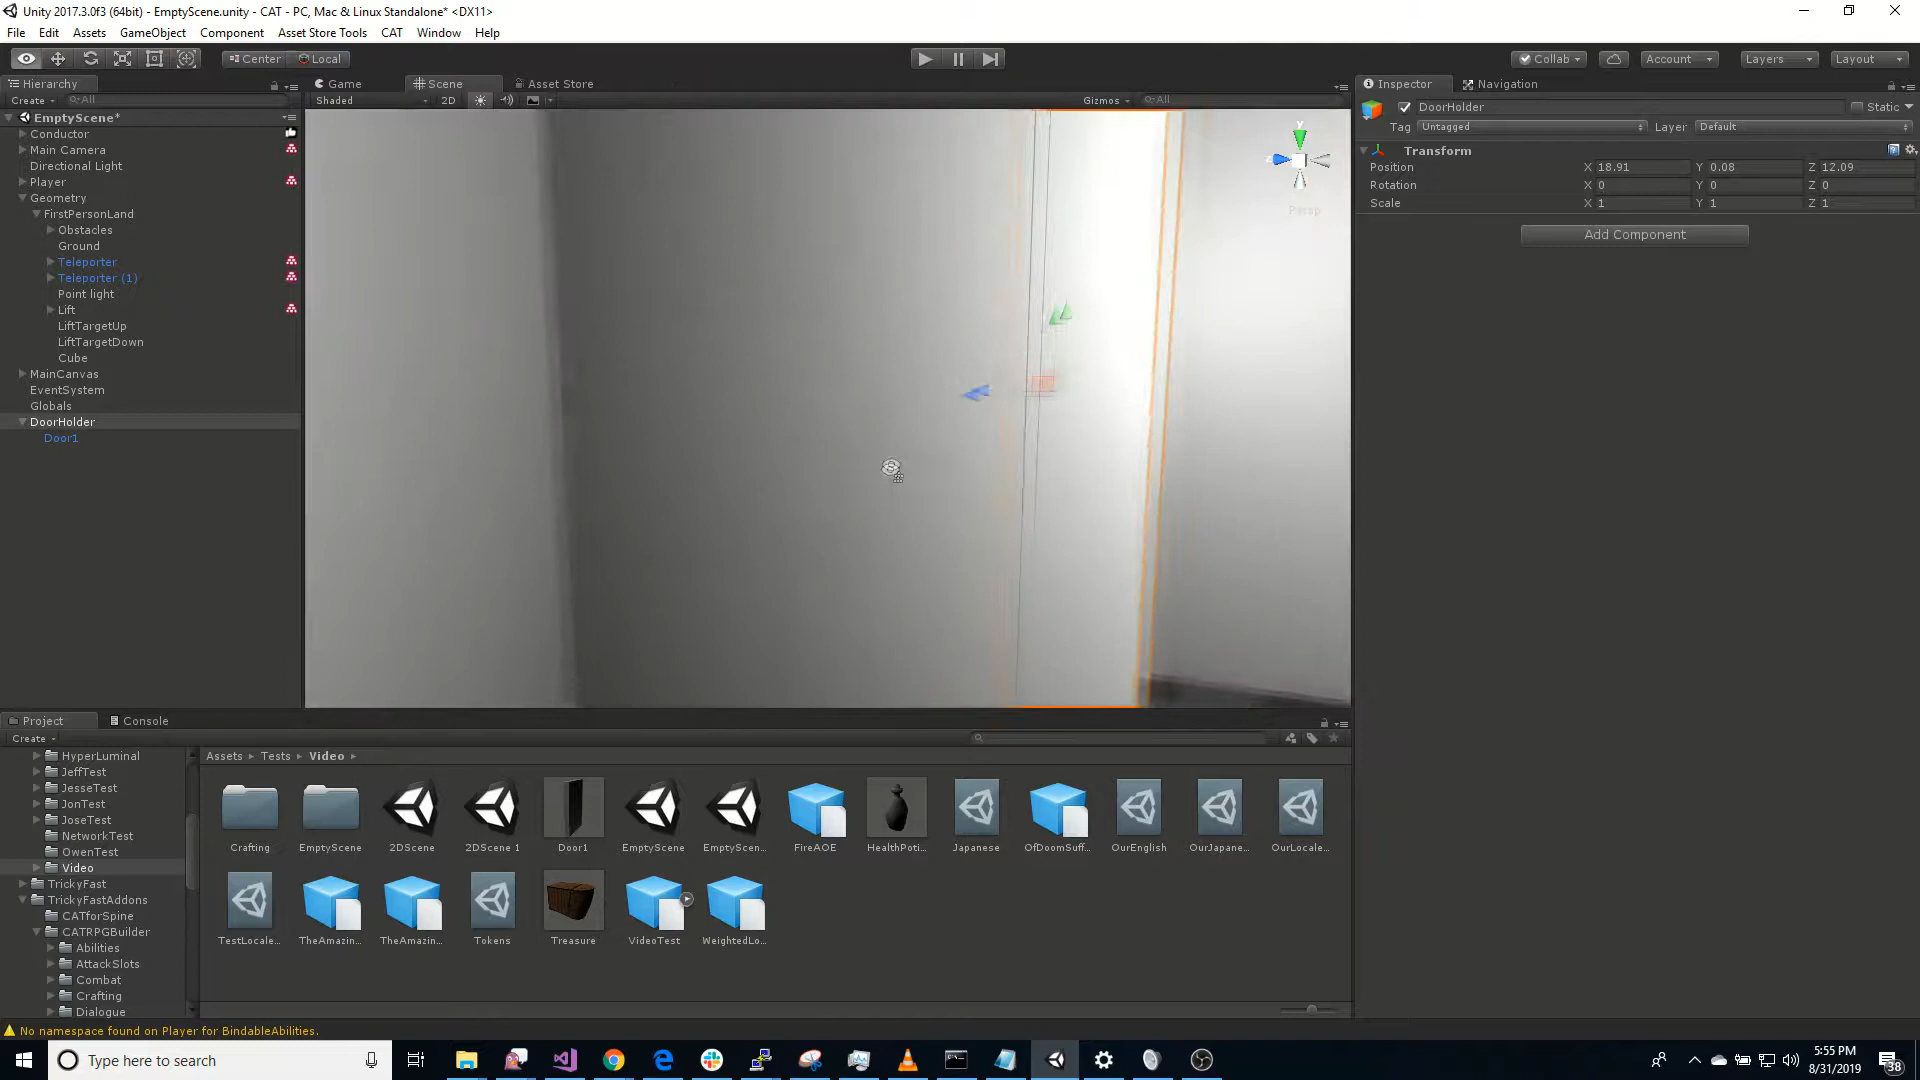 Unity 2017.3.0f3 (64bit) - EmptyScene.unity - CAT - PC, Mac & Linux Standalone* <DX11>
File Edit Assets GameObject Component Asset Store Tools CAT Window Help
Center Local
Collab Account Layers Layout
Hierarchy
Create All
EmptyScene*
Conductor
Main Camera
Directional Light
Player
Geometry
FirstPersonLand
Obstacles
Ground
Teleporter
Teleporter (1)
Point light
Lift
LiftTargetUp
LiftTargetDown
Cube
MainCanvas
EventSystem
Globals
DoorHolder
Door1
Game Scene Asset Store
Shaded 2D Gizmos All
y
z
Persp
Inspector Navigation
DoorHolder Static
Tag Untagged Layer Default
Transform
Position X 18.91 Y 0.08 Z 12.09
Rotation X 0 Y 0 Z 0
Scale X 1 Y 1 Z 1
Add Component
Project Console
Create
HyperLuminal
JeffTest
JesseTest
JonTest
JoseTest
NetworkTest
OwenTest
Video
TrickyFast
TrickyFastAddons
CATforSpine
CATRPGBuilder
Abilities
AttackSlots
Combat
Crafting
Dialogue
Assets Tests Video
Crafting EmptyScene 2DScene 2DScene 1 Door1 EmptyScene EmptyScen... FireAOE HealthPoti... Japanese OfDoomSuff... OurEnglish OurJapane... OurLocale...
TestLocale... TheAmazin... TheAmazin... Tokens Treasure VideoTest WeightedLo...
No namespace found on Player for BindableAbilities.
Type here to search
5:55 PM
8/31/2019
38